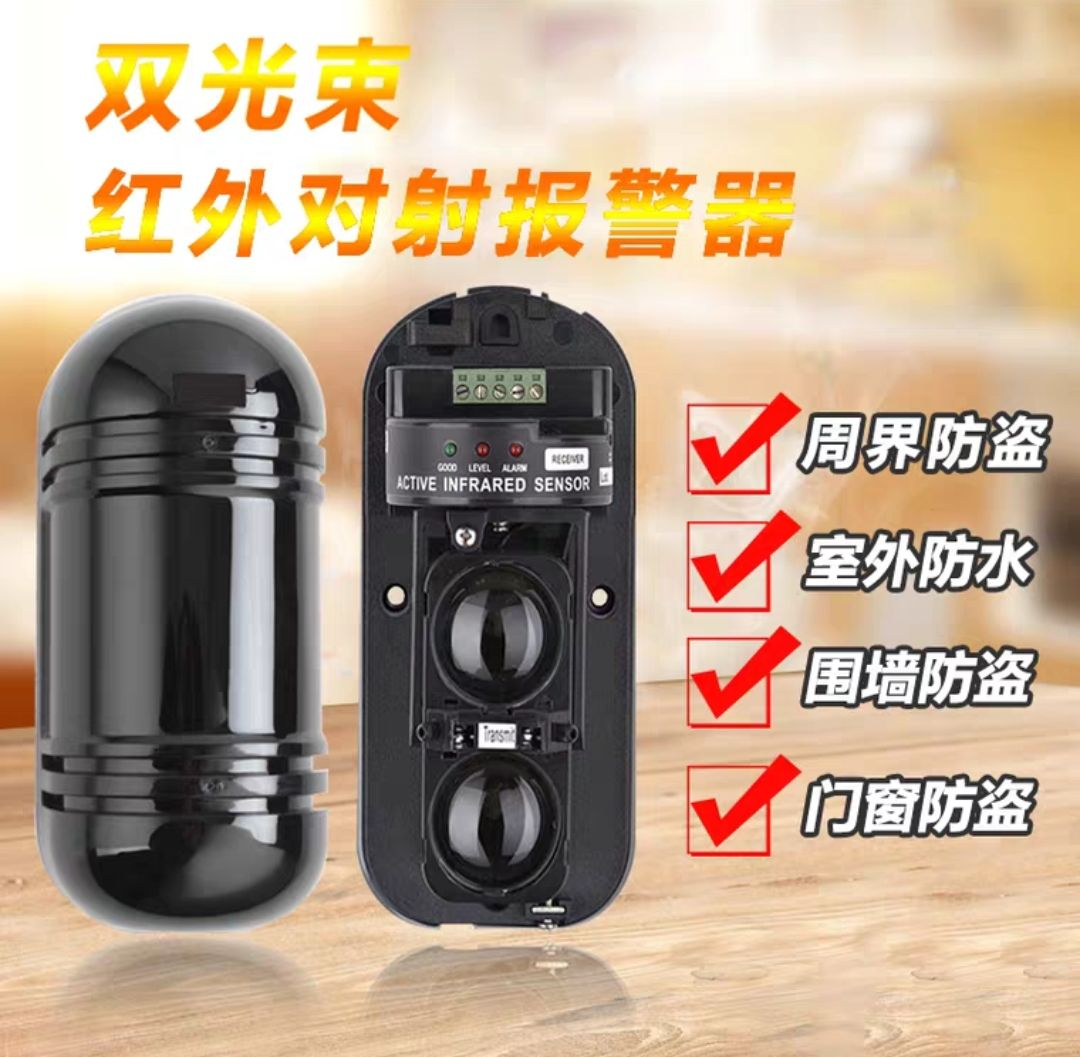 双光束
红外对射报警器
GOOD LEVEL ALARM
RECEIVER
ACTIVE INFRARED SENSOR
Transmit
周界防盗
室外防水
围墙防盗
门窗防盗